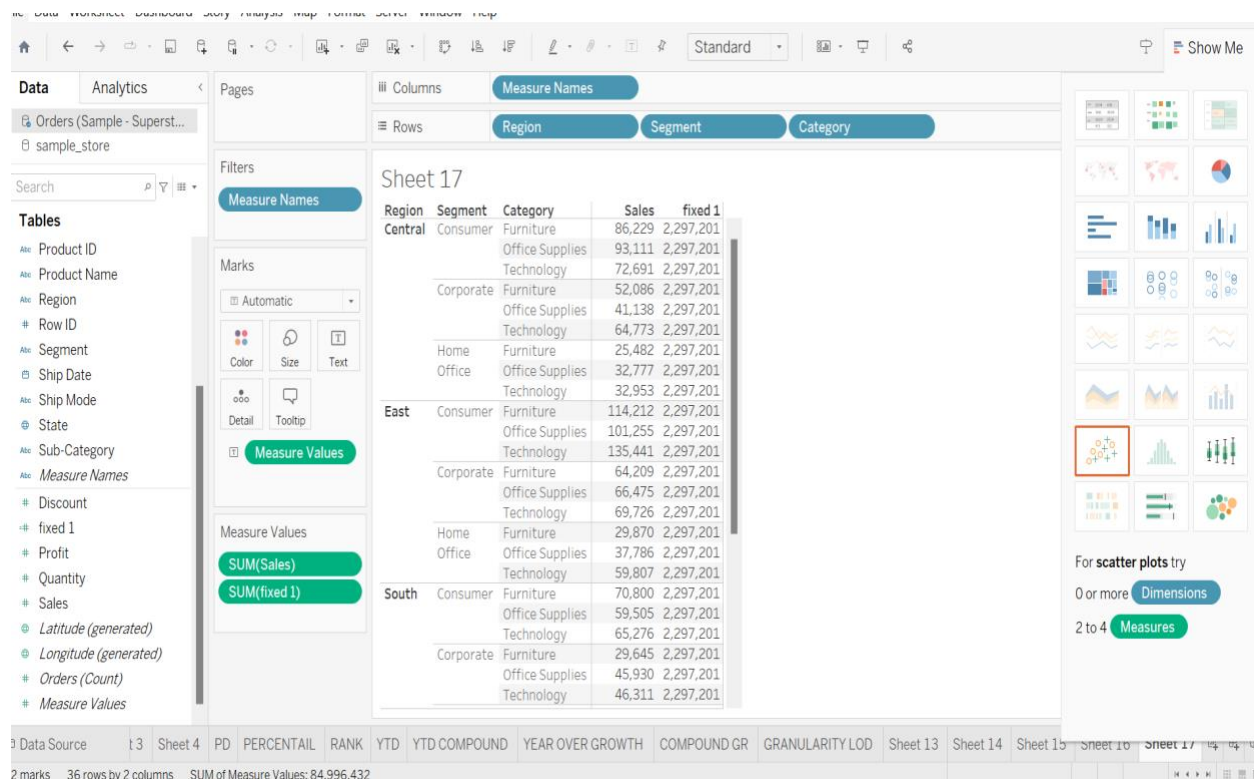 Standard
Show Me
Data Analytics
Pages
Columns Measure Names
Orders (Sample - Superst...
Rows Region Segment Category
sample_store
Filters
Search
Measure Names
Sheet 17
Tables
Region Segment Category Sales fixed 1
Central Consumer Furniture 86,229 2,297,201
Office Supplies 93,111 2,297,201
Technology 72,691 2,297,201
Corporate Furniture 52,086 2,297,201
Office Supplies 41,138 2,297,201
Technology 64,773 2,297,201
Home Furniture 25,482 2,297,201
Office Office Supplies 32,777 2,297,201
Technology 32,953 2,297,201
East Consumer Furniture 114,212 2,297,201
Office Supplies 101,255 2,297,201
Technology 135,441 2,297,201
Corporate Furniture 64,209 2,297,201
Office Supplies 66,475 2,297,201
Technology 69,726 2,297,201
Home Furniture 29,870 2,297,201
Office Office Supplies 37,786 2,297,201
Technology 59,807 2,297,201
South Consumer Furniture 70,800 2,297,201
Office Supplies 59,505 2,297,201
Technology 65,276 2,297,201
Corporate Furniture 29,645 2,297,201
Office Supplies 45,930 2,297,201
Technology 46,311 2,297,201
Abc Product ID
Abc Product Name
Abc Region
# Row ID
Abc Segment
Ship Date
Abc Ship Mode
State
Abc Sub-Category
Abc Measure Names
# Discount
=# fixed 1
# Profit
# Quantity
# Sales
Latitude (generated)
Longitude (generated)
# Orders (Count)
# Measure Values
Marks
Automatic
Color Size Text
Detail Tooltip
Measure Values
Measure Values
SUM(Sales)
SUM(fixed 1)
For scatter plots try
0 or more Dimensions
2 to 4 Measures
Data Source t 3 Sheet 4 PD PERCENTAIL RANK YTD YTD COMPOUND YEAR OVER GROWTH COMPOUND GR GRANULARITY LOD Sheet 13 Sheet 14 Sheet 15 Sheet 16 Sheet 17
2 marks 36 rows by 2 columns SUM of Measure Values: 84,996,432